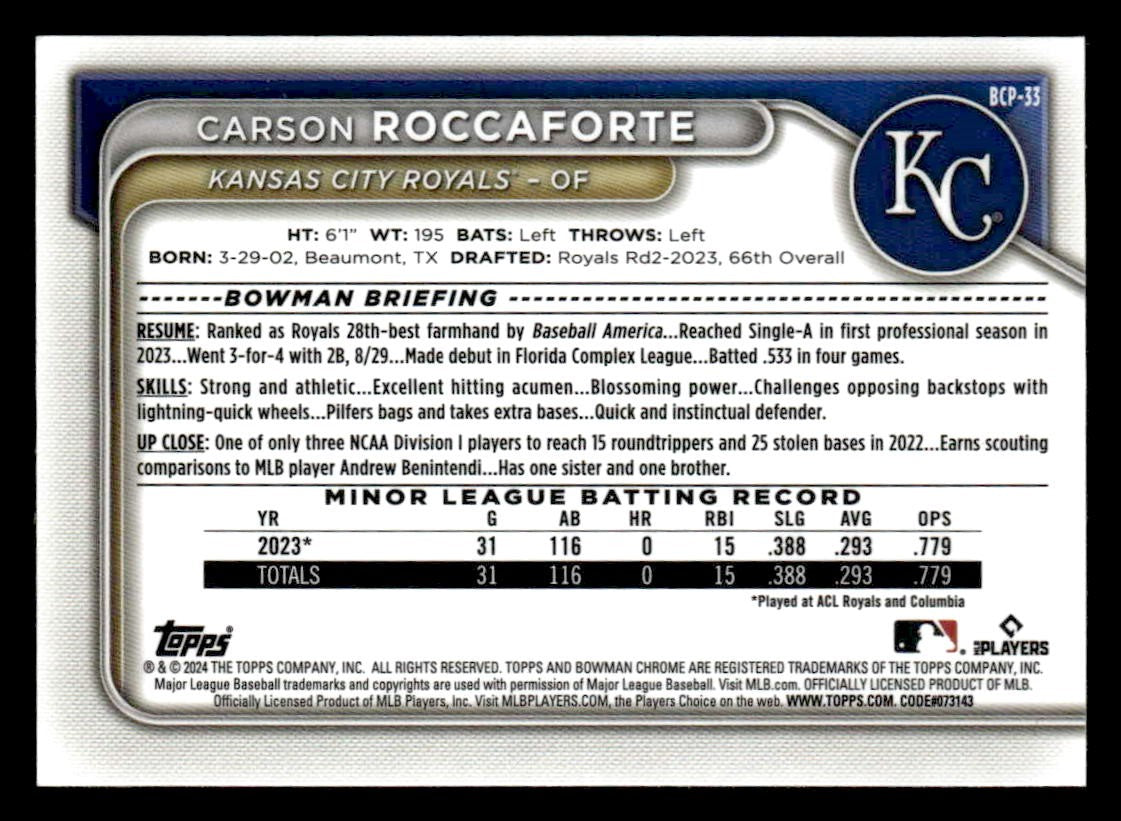 BCP-33
CARSON ROCCAFORTE
KC
KANSAS CITY ROYALS® – OF
HT: 6'1" WT: 195 BATS: Left THROWS: Left
BORN: 3-29-02, Beaumont, TX DRAFTED: Royals Rd2-2023, 66th Overall
BOWMAN BRIEFING
RESUME: Ranked as Royals 28th-best farmhand by Baseball America...Reached Single-A in first professional season in
2023...Went 3-for-4 with 2B, 8/29...Made debut in Florida Complex League...Batted .533 in four games.
SKILLS: Strong and athletic...Excellent hitting acumen...Blossoming power...Challenges opposing backstops with
lightning-quick wheels...Pilfers bags and takes extra bases...Quick and instinctual defender.
UP CLOSE: One of only three NCAA Division I players to reach 15 roundtrippers and 25 stolen bases in 2022...Earns scouting
comparisons to MLB player Andrew Benintendi...Has one sister and one brother.
MINOR LEAGUE BATTING RECORD
YR G AB HR RBI SLG AVG OPS
2023* 31 116 0 15 .388 .293 .779
TOTALS 31 116 0 15 .388 .293 .779
*Played at ACL Royals and Columbia
Topps®
MLB PLAYERS
® & © 2024 THE TOPPS COMPANY, INC. ALL RIGHTS RESERVED. TOPPS AND BOWMAN CHROME ARE REGISTERED TRADEMARKS OF THE TOPPS COMPANY, INC.
Major League Baseball trademarks and copyrights are used with permission of Major League Baseball. Visit MLB.com. OFFICIALLY LICENSED PRODUCT OF MLB.
Officially Licensed Product of MLB Players, Inc. Visit MLBPLAYERS.COM, the Players Choice on the web. WWW.TOPPS.COM. CODE#073143